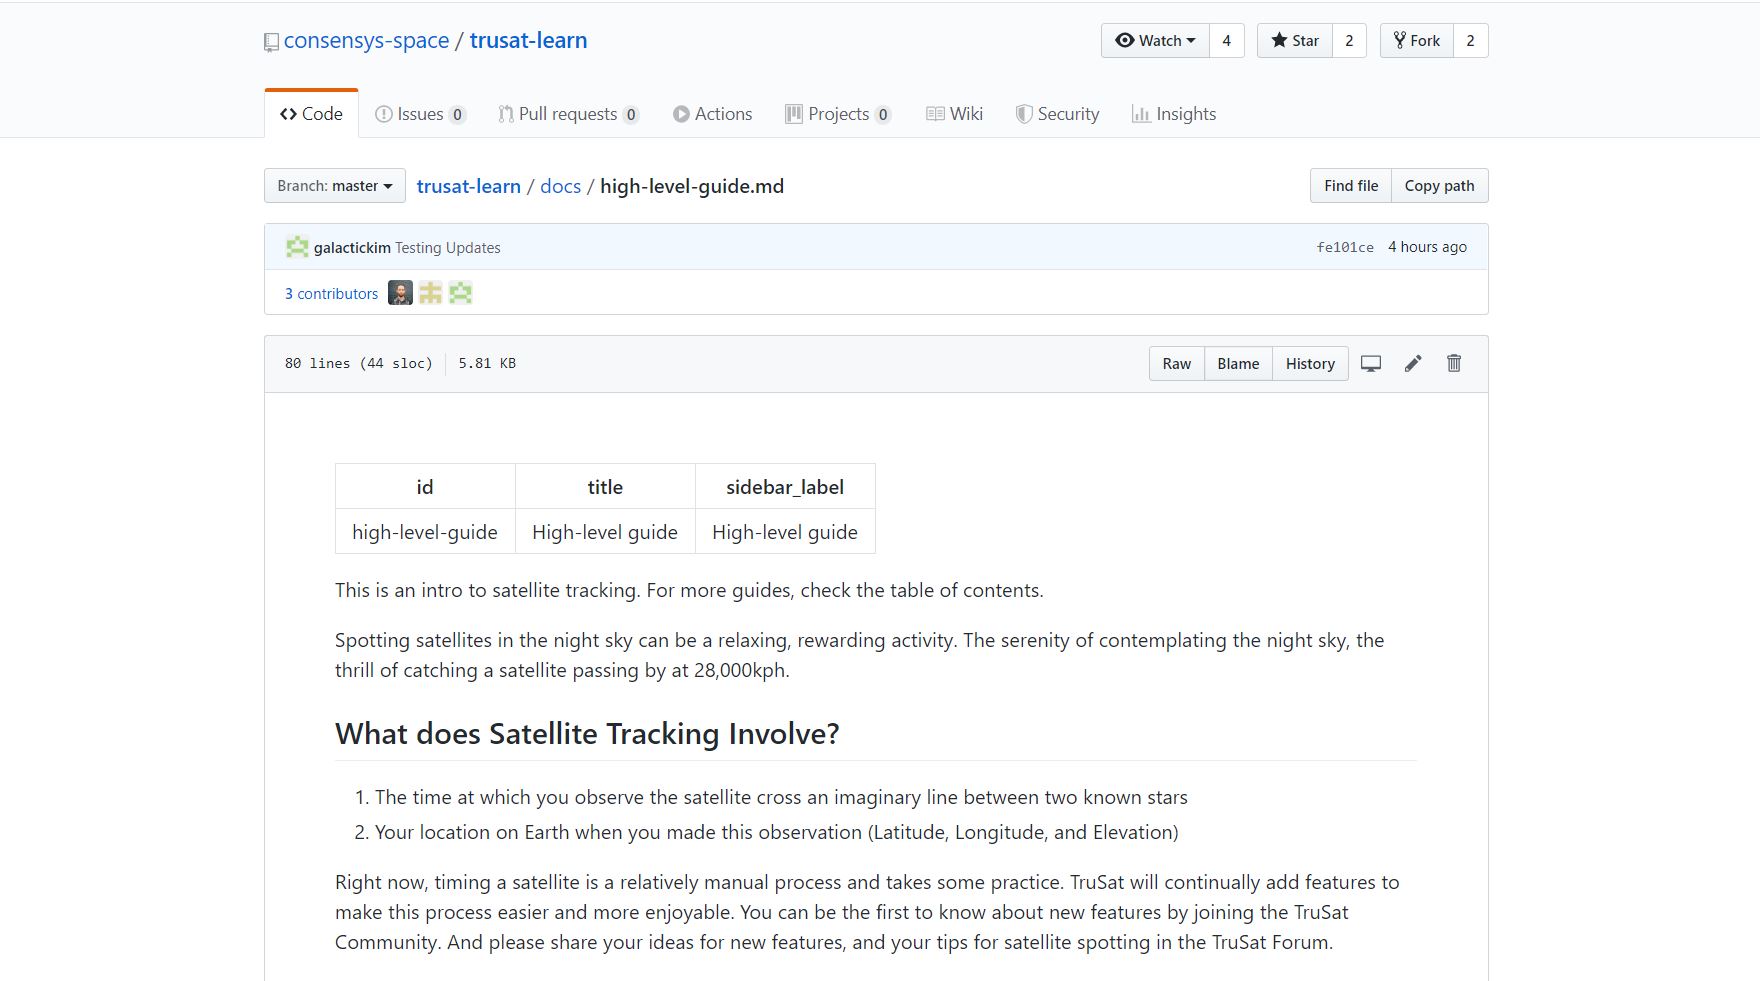 consensys-space / trusat-learn
Watch 4 Star 2 Fork 2
Code Issues 0 Pull requests 0 Actions Projects 0 Wiki Security Insights
Branch: master trusat-learn / docs / high-level-guide.md Find file Copy path
galactickim Testing Updates fe101ce 4 hours ago
3 contributors
80 lines (44 sloc) 5.81 KB Raw Blame History
id title sidebar_label
high-level-guide High-level guide High-level guide
This is an intro to satellite tracking. For more guides, check the table of contents.
Spotting satellites in the night sky can be a relaxing, rewarding activity. The serenity of contemplating the night sky, the
thrill of catching a satellite passing by at 28,000kph.
What does Satellite Tracking Involve?
1. The time at which you observe the satellite cross an imaginary line between two known stars
2. Your location on Earth when you made this observation (Latitude, Longitude, and Elevation)
Right now, timing a satellite is a relatively manual process and takes some practice. TruSat will continually add features to
make this process easier and more enjoyable. You can be the first to know about new features by joining the TruSat
Community. And please share your ideas for new features, and your tips for satellite spotting in the TruSat Forum.